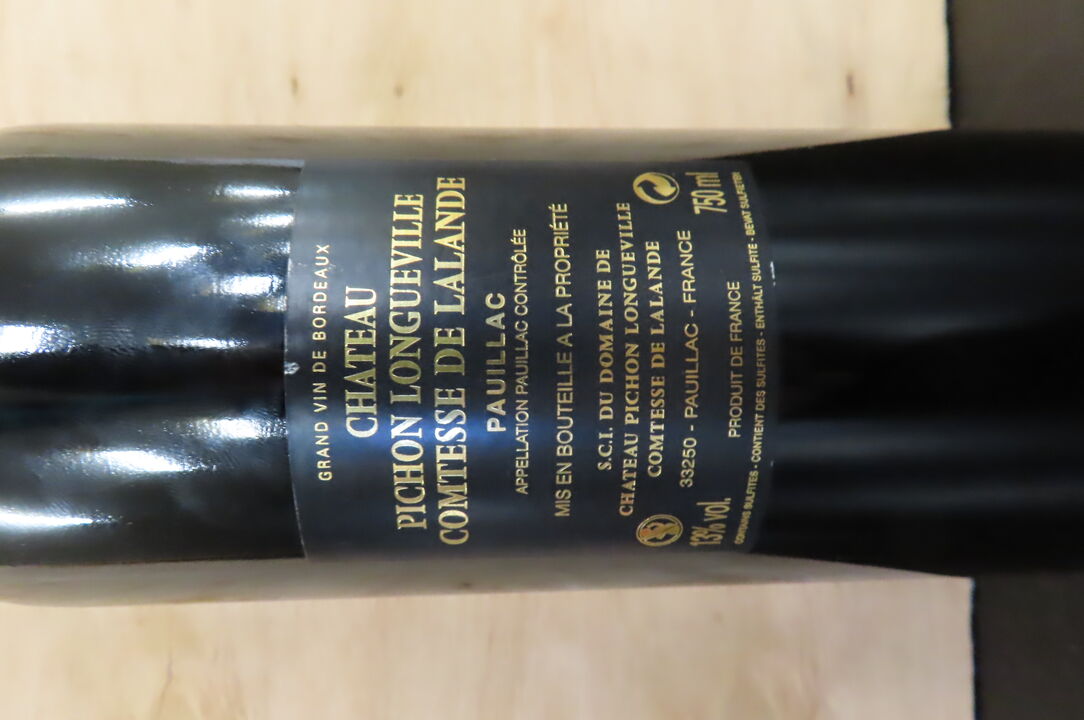 GRAND VIN DE BORDEAUX
CHATEAU
PICHON LONGUEVILLE
COMTESSE DE LALANDE
PAUILLAC
APPELLATION PAUILLAC CONTRÔLÉE
MIS EN BOUTEILLE A LA PROPRIÉTÉ
S.C.I. DU DOMAINE DE
CHATEAU PICHON LONGUEVILLE
COMTESSE DE LALANDE
33250 - PAUILLAC - FRANCE
13% vol. 750 ml
PRODUIT DE FRANCE
CONTAINS SULFITES - CONTIENT DES SULFITES - ENTHÄLT SULFITE - BEVAT SULFIETEN